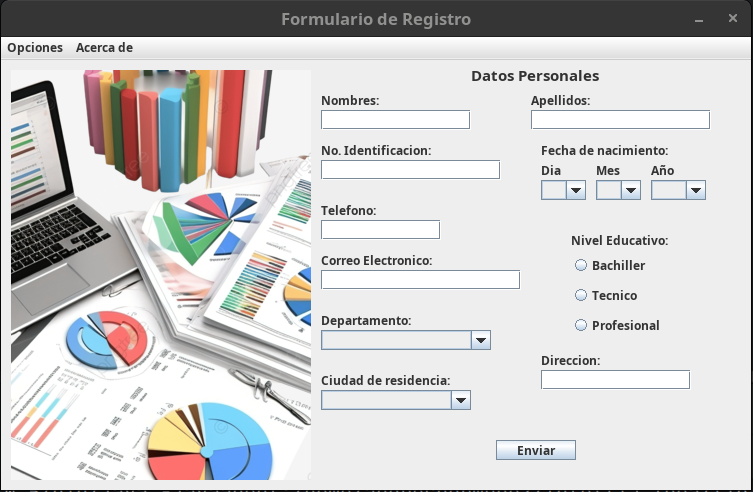 Formulario de Registro
Opciones Acerca de
Datos Personales
Nombres: Apellidos:
No. Identificacion: Fecha de nacimiento:
Dia Mes Año
Telefono:
Nivel Educativo:
Correo Electronico: Bachiller
Tecnico
Departamento: Profesional
Direccion:
Ciudad de residencia:
Enviar